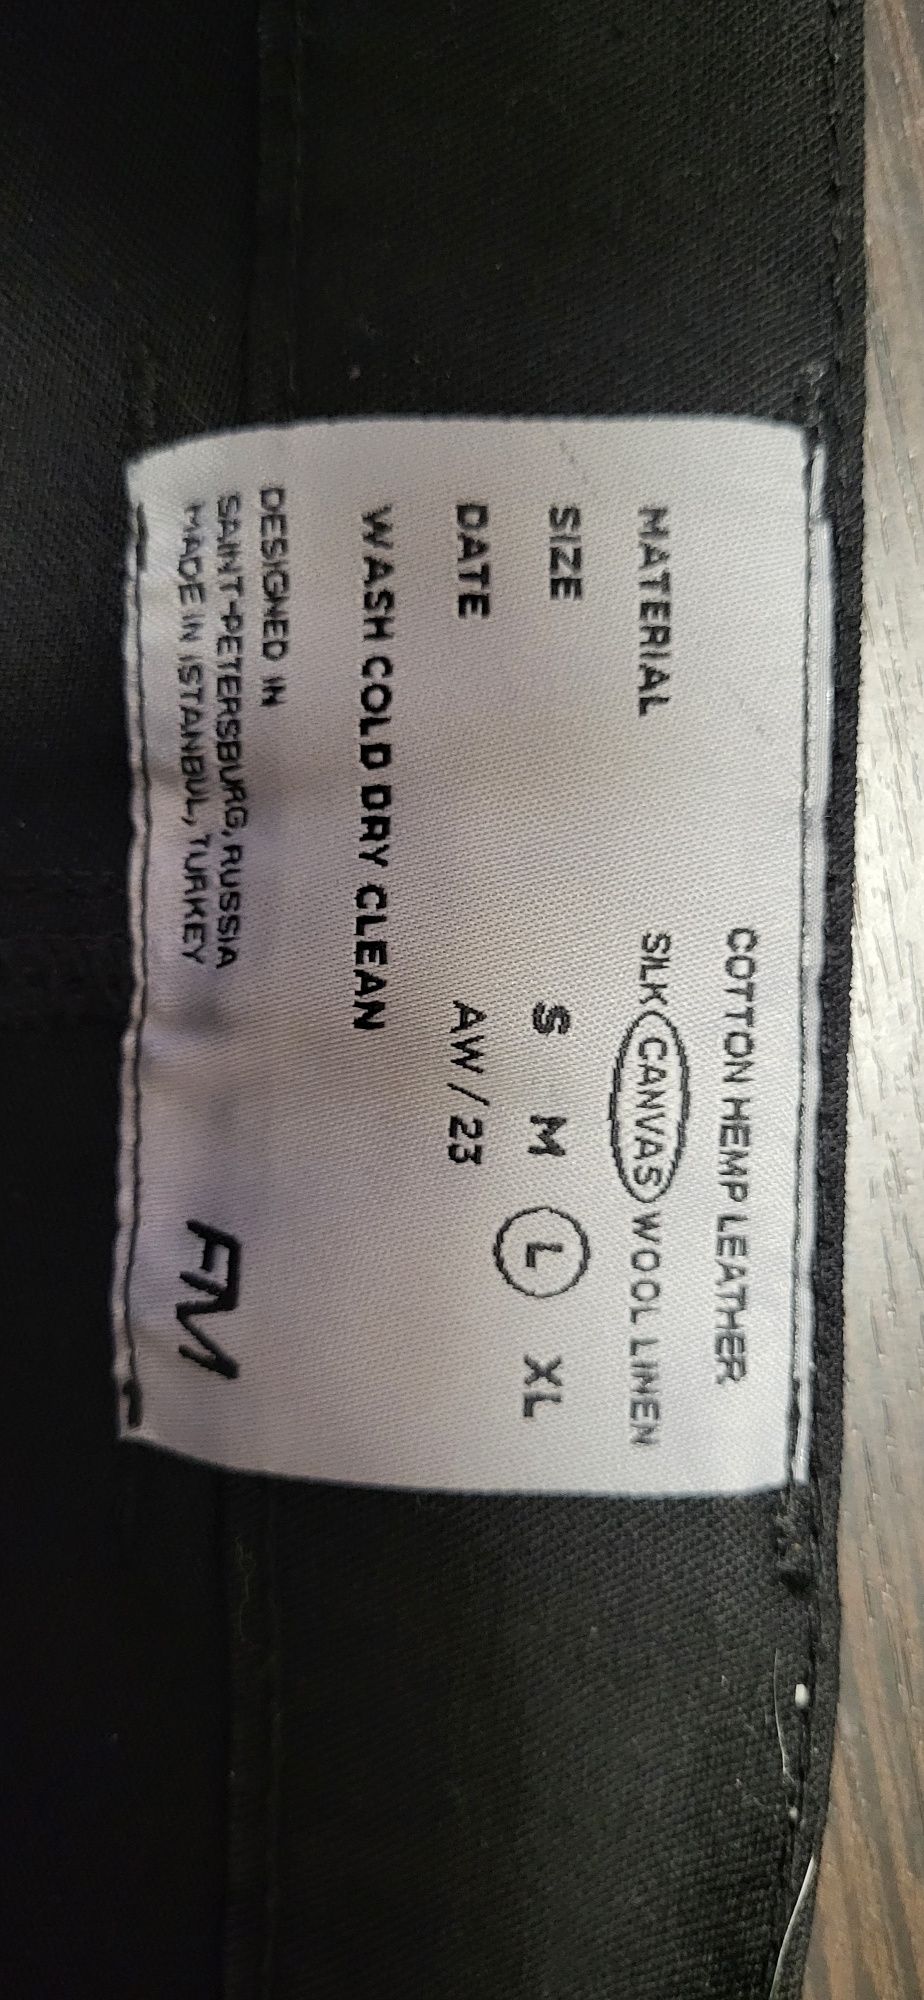 COTTON HEMP LEATHER
MATERIAL SILK CANVAS WOOL LINEN
SIZE S M L XL
DATE AW / 23
WASH COLD DRY CLEAN
DESIGNED IN
SAINT-PETERSBURG, RUSSIA
MADE IN ISTANBUL, TURKEY
FM